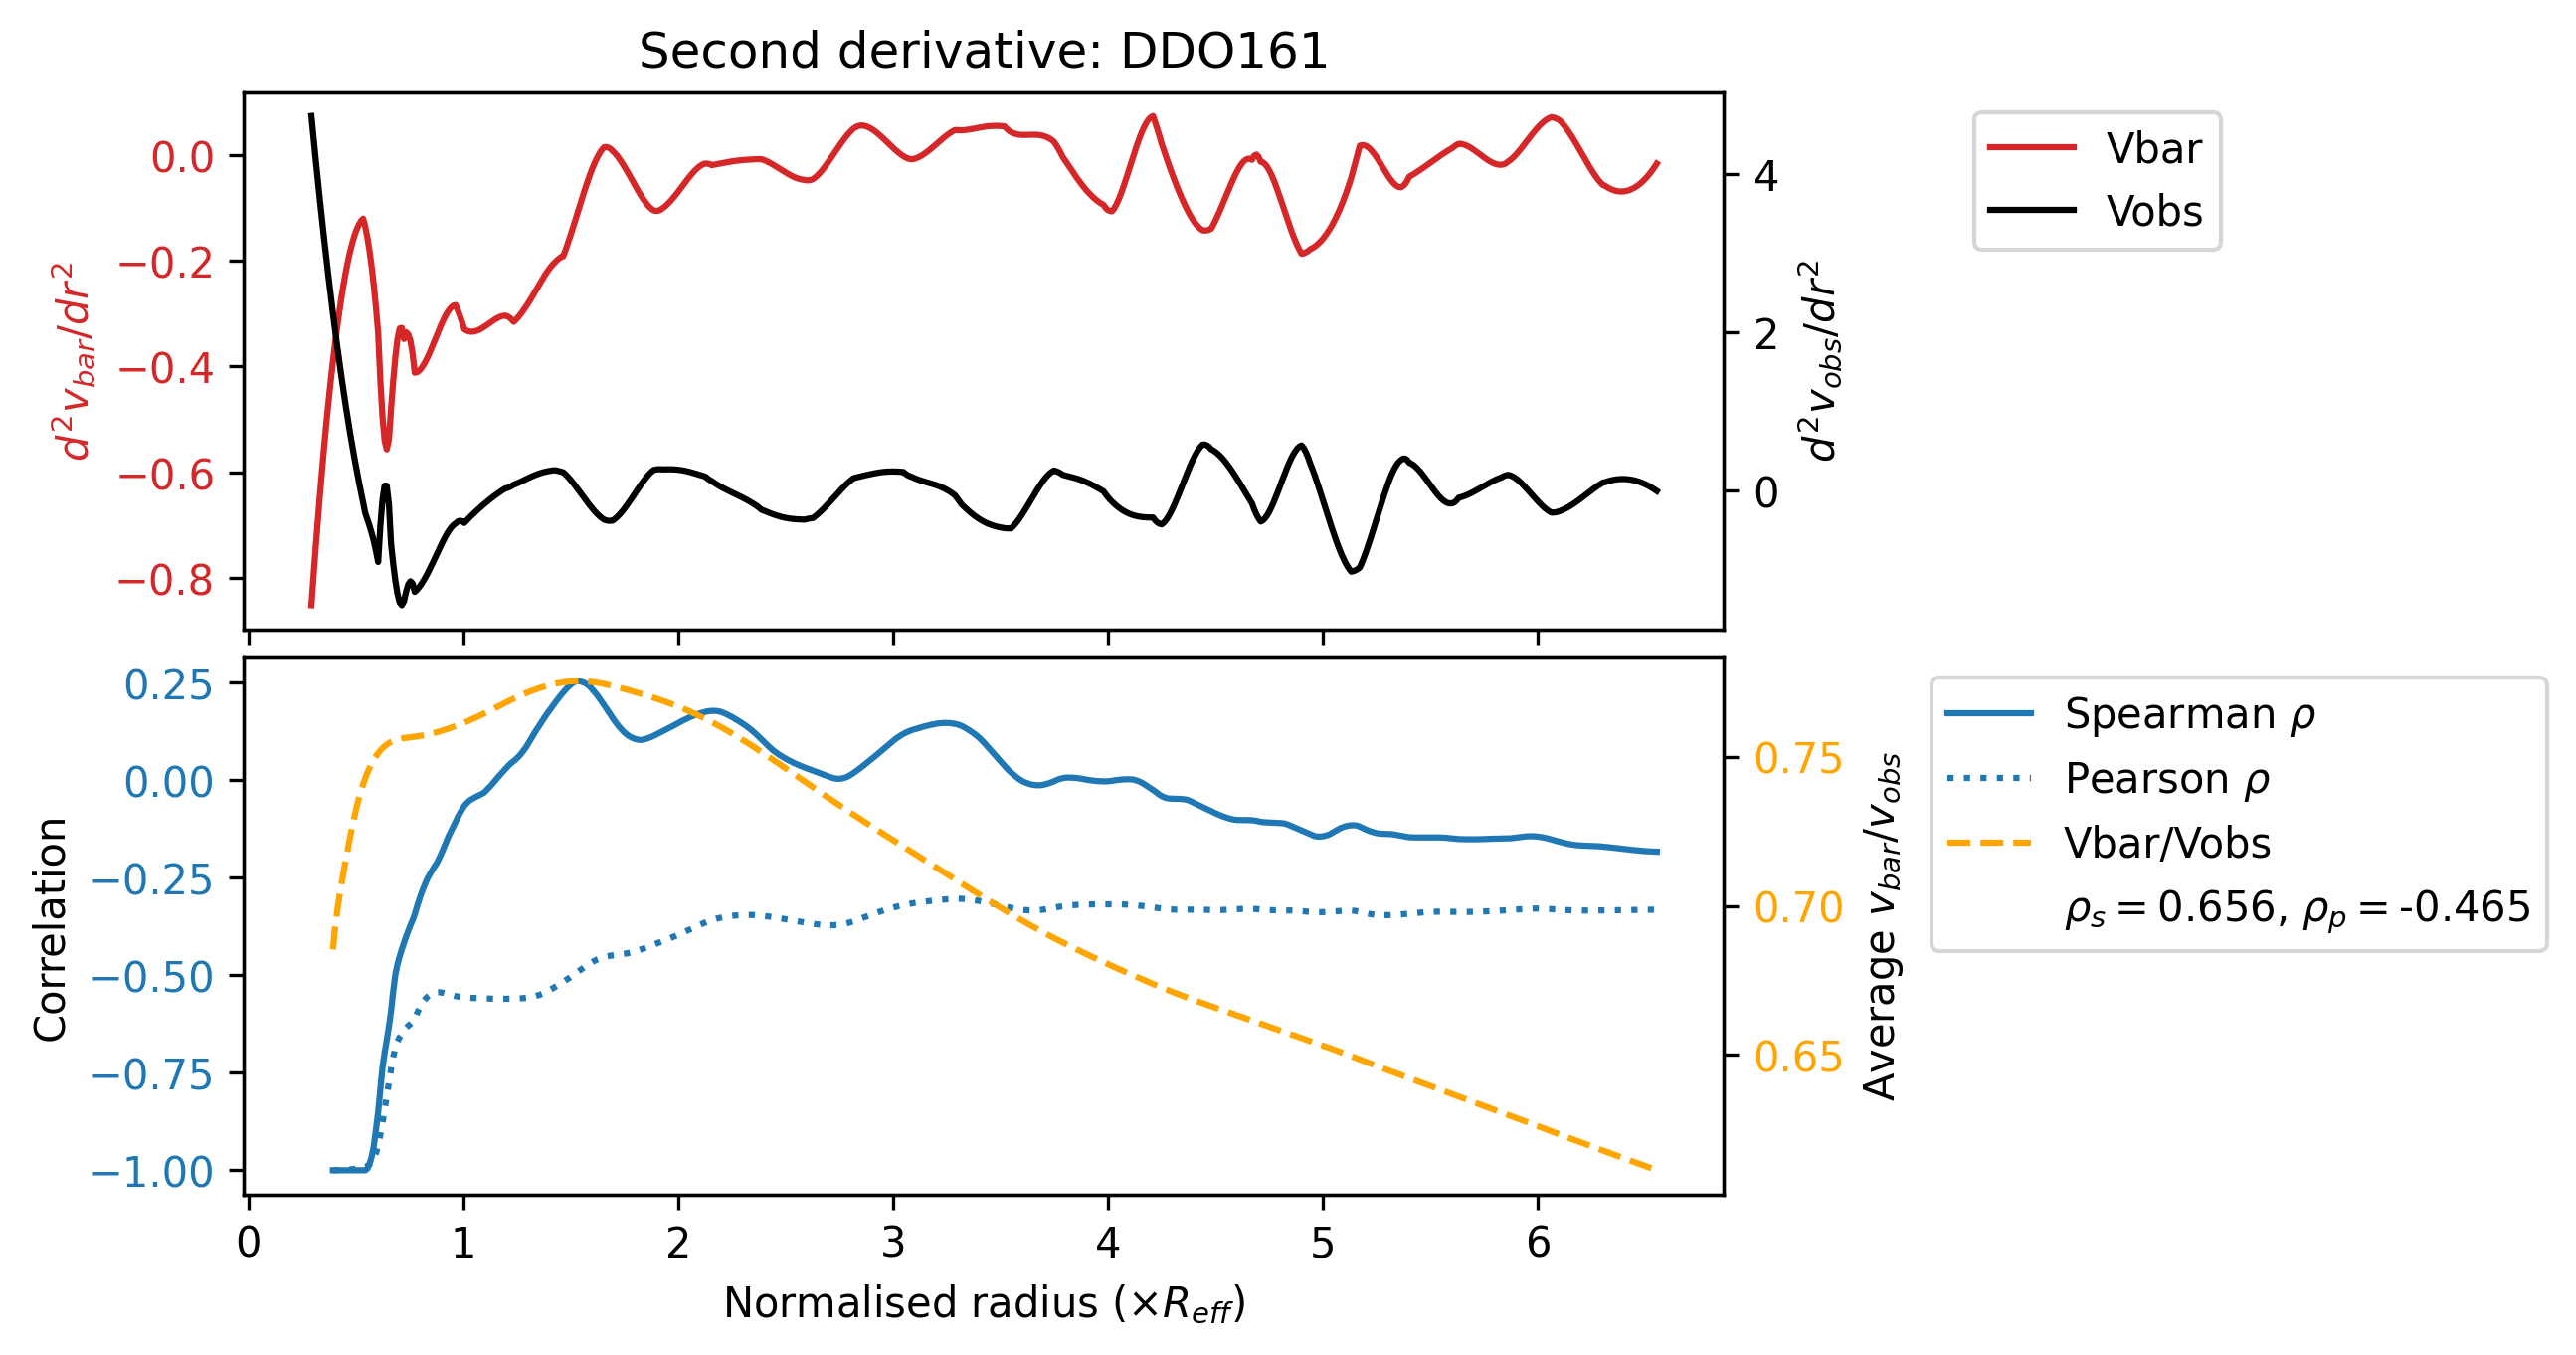 Second derivative: DDO161
0.0
−0.2
−0.4
−0.6
−0.8
d²v_bar/dr²
4
2
0
d²v_obs/dr²
Vbar
Vobs
0.25
0.00
−0.25
−0.50
−0.75
−1.00
Correlation
0.75
0.70
0.65
Average v_bar/v_obs
Spearman ρ
Pearson ρ
Vbar/Vobs
ρ_s = 0.656, ρ_p = -0.465
0 1 2 3 4 5 6
Normalised radius (×R_eff)